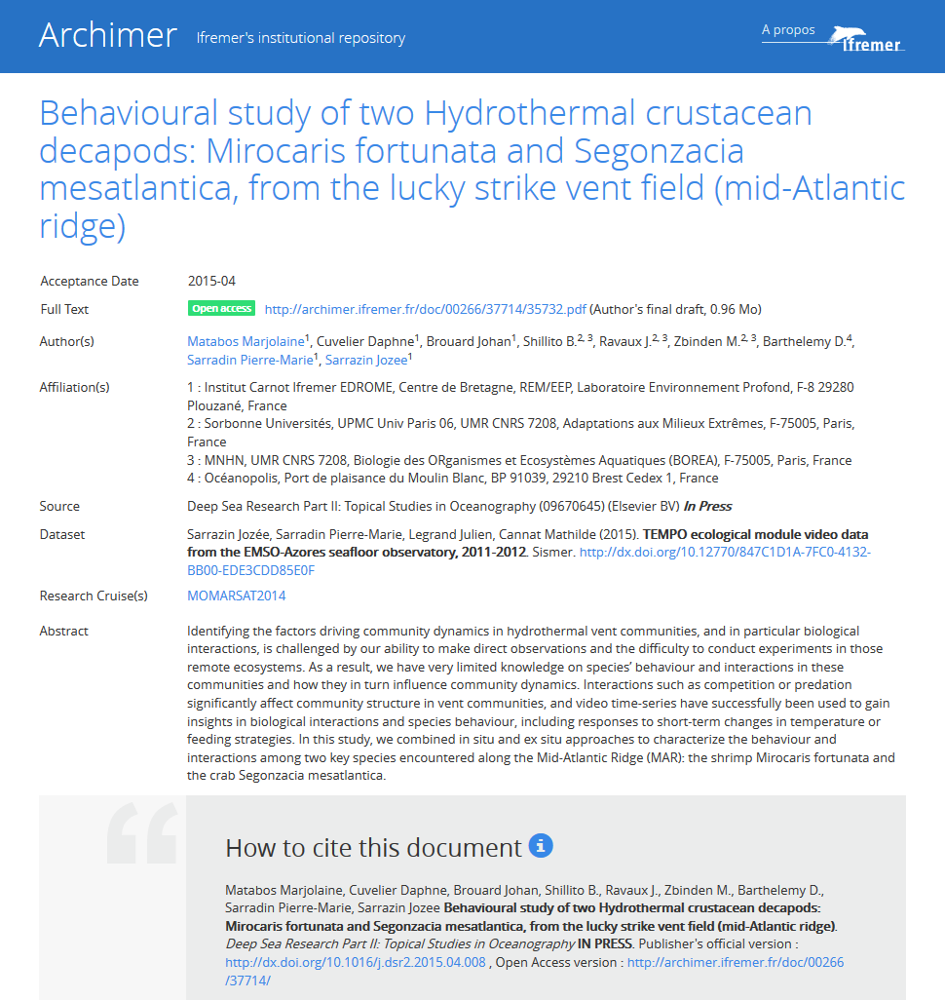 Archimer Ifremer's institutional repository A propos Ifremer
Behavioural study of two Hydrothermal crustacean
decapods: Mirocaris fortunata and Segonzacia
mesatlantica, from the lucky strike vent field (mid-Atlantic
ridge)
Acceptance Date 2015-04
Full Text Open access http://archimer.ifremer.fr/doc/00266/37714/35732.pdf (Author's final draft, 0.96 Mo)
Author(s) Matabos Marjolaine1, Cuvelier Daphne1, Brouard Johan1, Shillito B.2, 3, Ravaux J.2, 3, Zbinden M.2, 3, Barthelemy D.4,
Sarradin Pierre-Marie1, Sarrazin Jozee1
Affiliation(s) 1 : Institut Carnot Ifremer EDROME, Centre de Bretagne, REM/EEP, Laboratoire Environnement Profond, F-8 29280
Plouzané, France
2 : Sorbonne Universités, UPMC Univ Paris 06, UMR CNRS 7208, Adaptations aux Milieux Extrêmes, F-75005, Paris,
France
3 : MNHN, UMR CNRS 7208, Biologie des ORganismes et Ecosystèmes Aquatiques (BOREA), F-75005, Paris, France
4 : Océanopolis, Port de plaisance du Moulin Blanc, BP 91039, 29210 Brest Cedex 1, France
Source Deep Sea Research Part II: Topical Studies in Oceanography (09670645) (Elsevier BV) In Press
Dataset Sarrazin Jozée, Sarradin Pierre-Marie, Legrand Julien, Cannat Mathilde (2015). TEMPO ecological module video data
from the EMSO-Azores seafloor observatory, 2011-2012. Sismer. http://dx.doi.org/10.12770/847C1D1A-7FC0-4132-
BB00-EDE3CDD85E0F
Research Cruise(s) MOMARSAT2014
Abstract Identifying the factors driving community dynamics in hydrothermal vent communities, and in particular biological
interactions, is challenged by our ability to make direct observations and the difficulty to conduct experiments in those
remote ecosystems. As a result, we have very limited knowledge on species' behaviour and interactions in these
communities and how they in turn influence community dynamics. Interactions such as competition or predation
significantly affect community structure in vent communities, and video time-series have successfully been used to gain
insights in biological interactions and species behaviour, including responses to short-term changes in temperature or
feeding strategies. In this study, we combined in situ and ex situ approaches to characterize the behaviour and
interactions among two key species encountered along the Mid-Atlantic Ridge (MAR): the shrimp Mirocaris fortunata and
the crab Segonzacia mesatlantica.
How to cite this document
Matabos Marjolaine, Cuvelier Daphne, Brouard Johan, Shillito B., Ravaux J., Zbinden M., Barthelemy D.,
Sarradin Pierre-Marie, Sarrazin Jozee Behavioural study of two Hydrothermal crustacean decapods:
Mirocaris fortunata and Segonzacia mesatlantica, from the lucky strike vent field (mid-Atlantic ridge).
Deep Sea Research Part II: Topical Studies in Oceanography IN PRESS. Publisher's official version :
http://dx.doi.org/10.1016/j.dsr2.2015.04.008 , Open Access version : http://archimer.ifremer.fr/doc/00266
/37714/